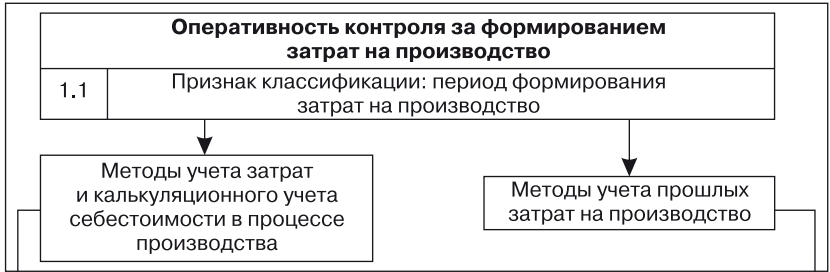 Оперативность контроля за формированием
затрат на производство
1.1
Признак классификации: период формирования
затрат на производство
Методы учета затрат
и калькуляционного учета
себестоимости в процессе
производства
Методы учета прошлых
затрат на производство